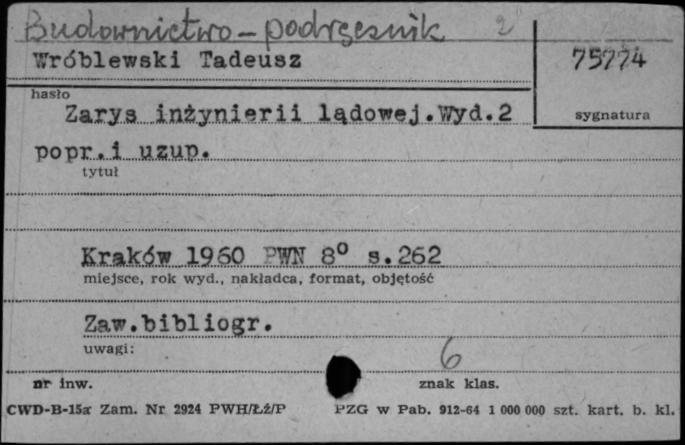 Budownictwo - podręcznik 2
Wróblewski Tadeusz 75774
hasło
Zarys inżynierii lądowej.Wyd.2 sygnatura
popr.i uzup.
tytuł
Kraków 1960 PWN 8° s.262
miejsce, rok wyd., nakładca, format, objętość
Zaw.bibliogr.
uwagi: 6
nr inw. znak klas.
CWD-B-15a Zam. Nr 2924 PWH/Łź/P PZG w Pab. 912-64 1 000 000 szt. kart. b. kl.